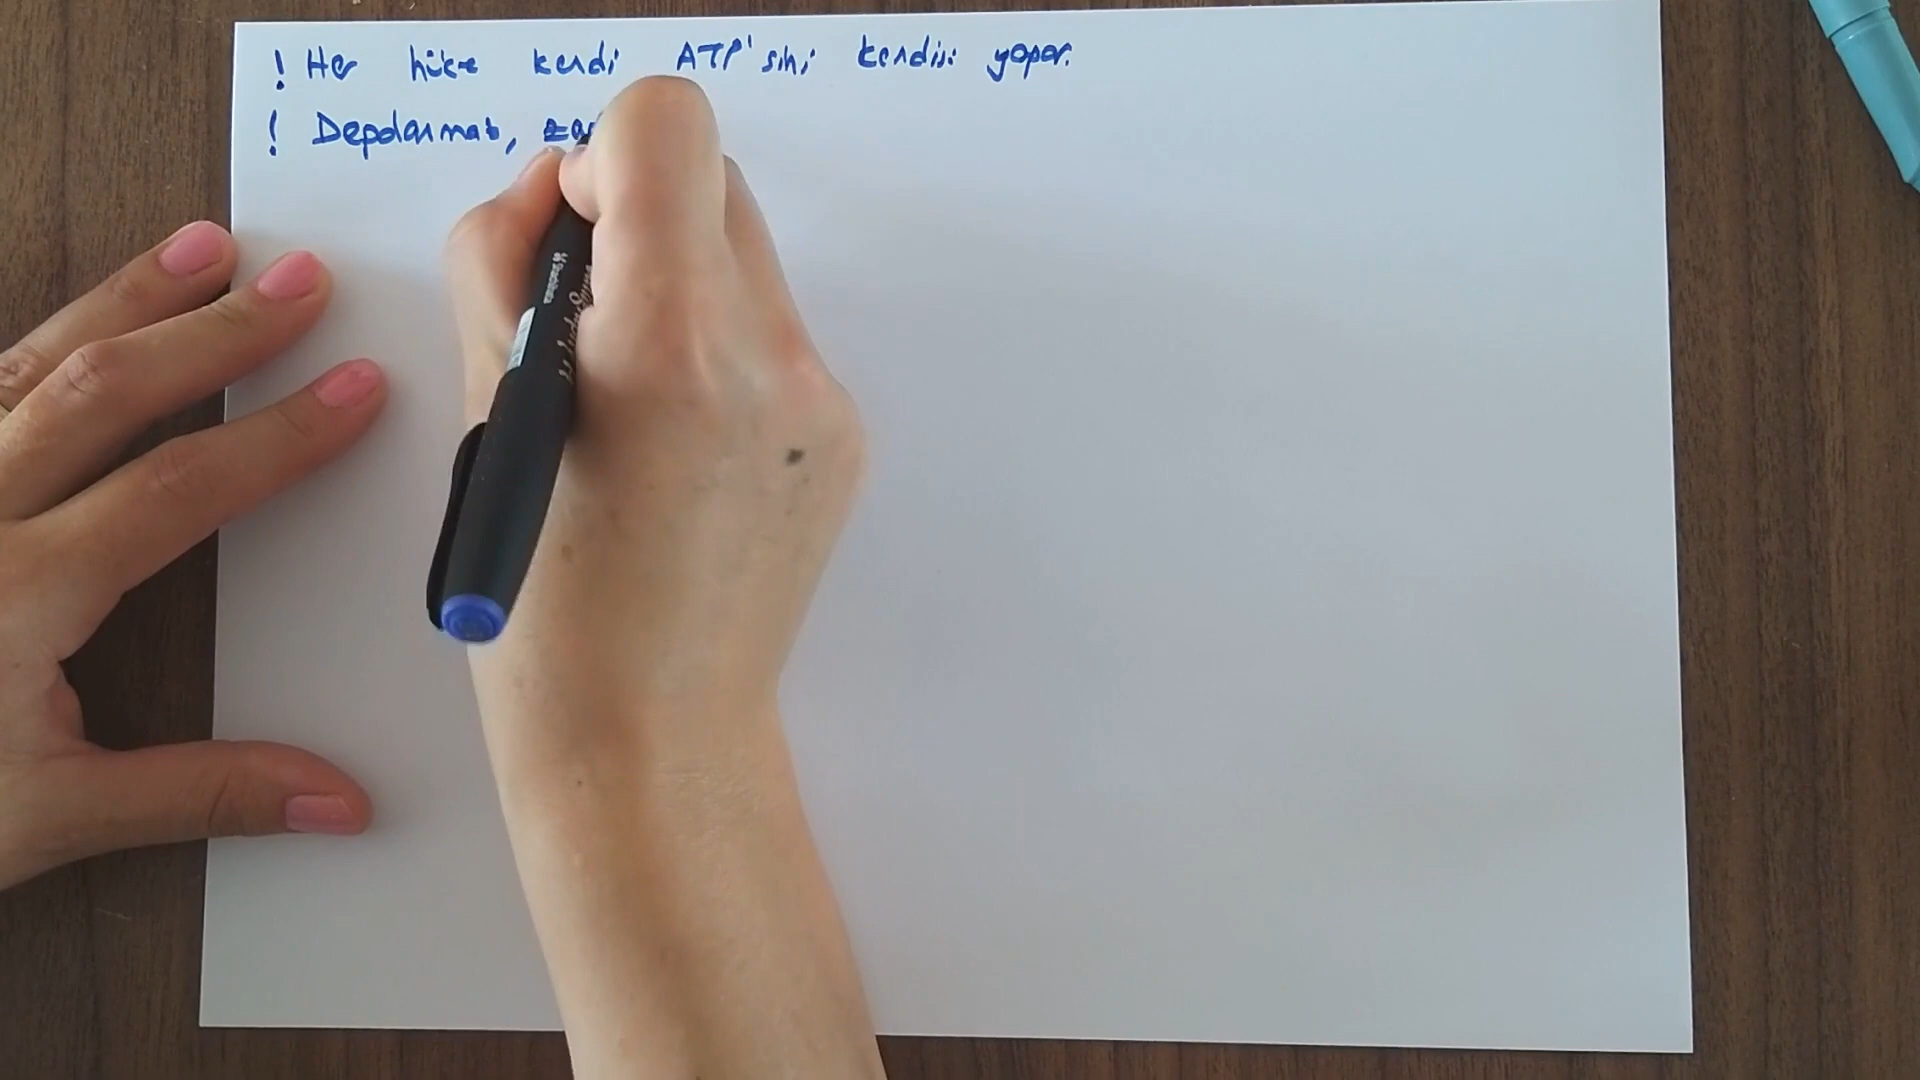 ! Her hücre kendi ATP'sini kendisi yapar.
! Depolanmaz,